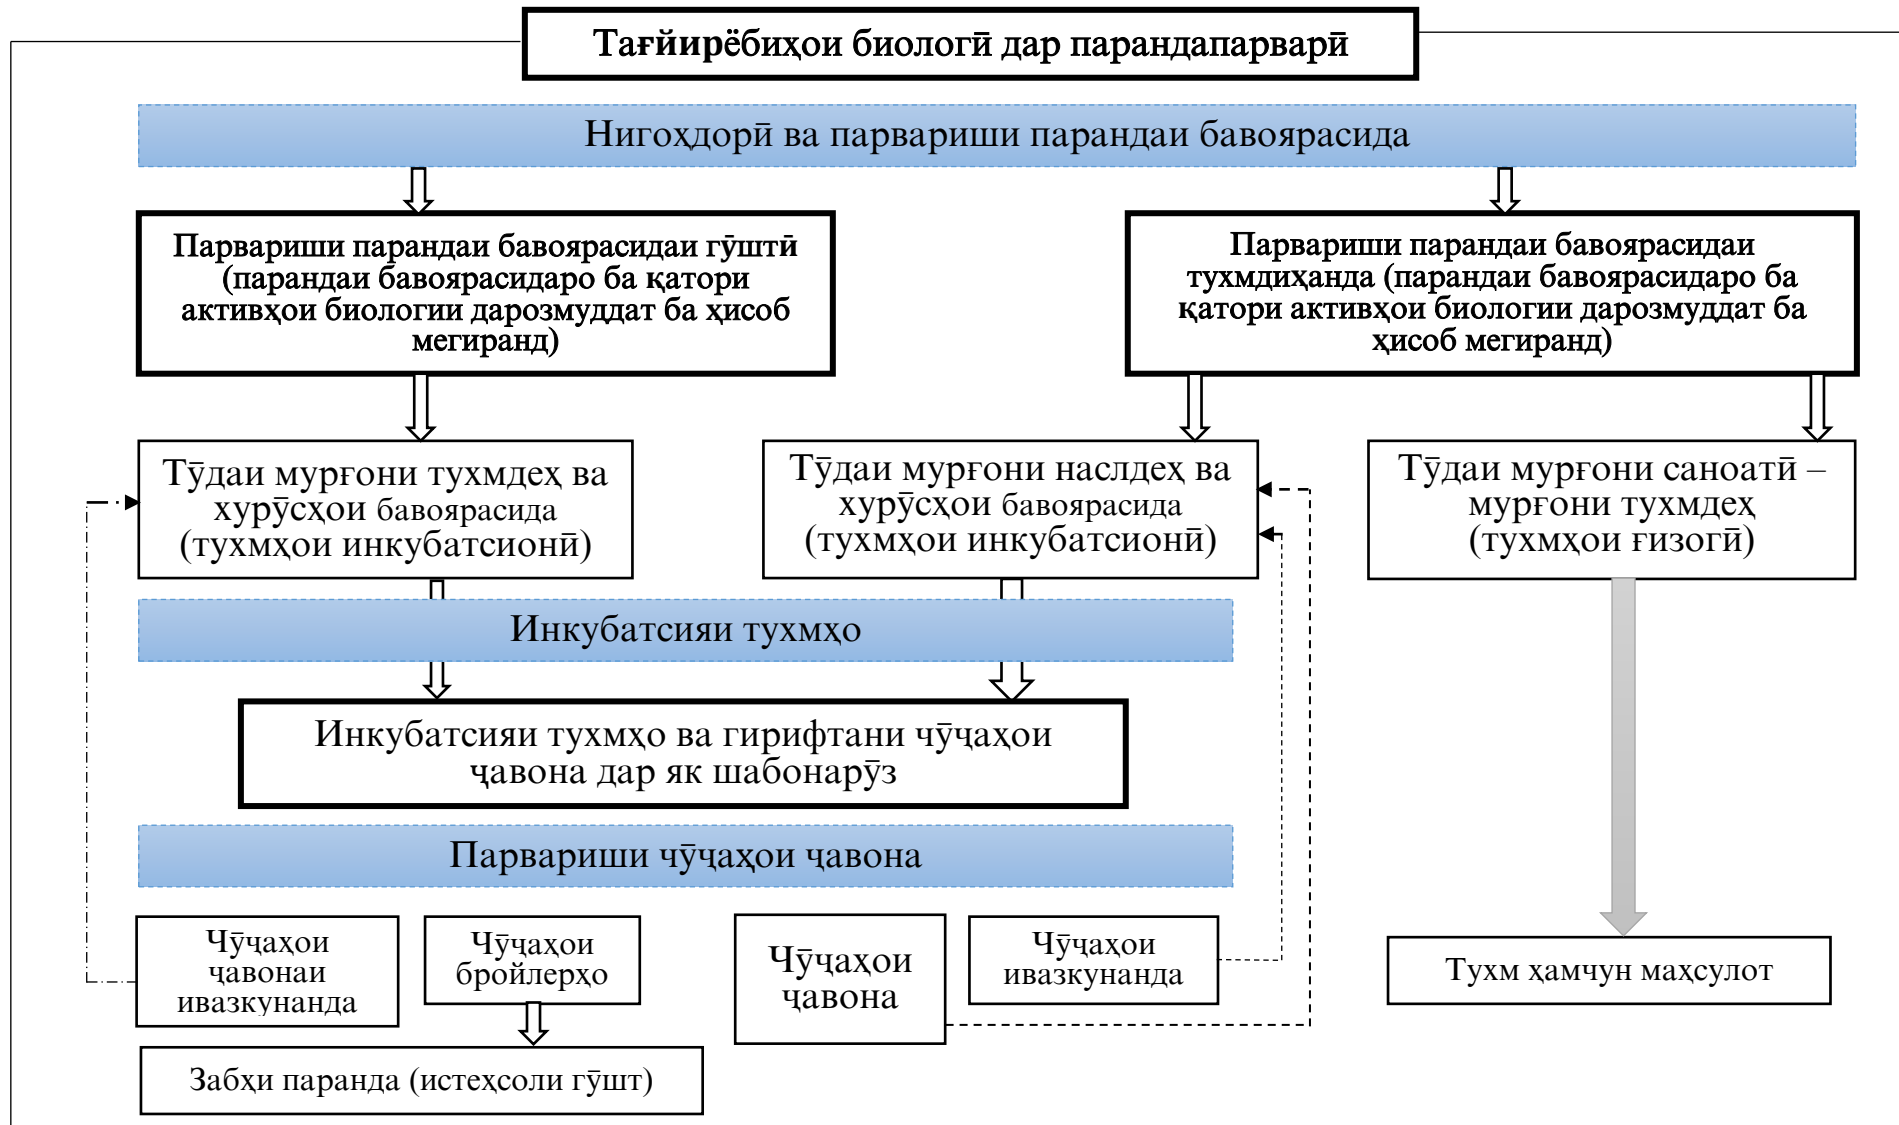 Тағйирёбиҳои биологӣ дар парандапарварӣ
Нигоҳдорӣ ва парвариши парандаи бавоярасида
Парвариши парандаи бавоярасидаи гӯштӣ
(парандаи бавоярасидаро ба қатори
активҳои биологии дарозмуддат ба ҳисоб
мегиранд)
Парвариши парандаи бавоярасидаи
тухмдиҳанда (парандаи бавоярасидаро ба
қатори активҳои биологии дарозмуддат ба
ҳисоб мегиранд)
Тӯдаи мурғони тухмдеҳ ва
хурӯсҳои бавоярасида
(тухмҳои инкубатсионӣ)
Тӯдаи мурғони наслдеҳ ва
хурӯсҳои бавоярасида
(тухмҳои инкубатсионӣ)
Тӯдаи мурғони саноатӣ –
мурғони тухмдеҳ
(тухмҳои ғизогӣ)
Инкубатсияи тухмҳо
Инкубатсияи тухмҳо ва гирифтани чӯҷаҳои
ҷавона дар як шабонарӯз
Парвариши чӯҷаҳои ҷавона
Чӯҷаҳои
ҷавонаи
ивазкунанда
Чӯҷаҳои
бройлерҳо
Чӯҷаҳои
ҷавона
Чӯҷаҳои
ивазкунанда
Тухм ҳамчун маҳсулот
Забҳи паранда (истеҳсоли гӯшт)